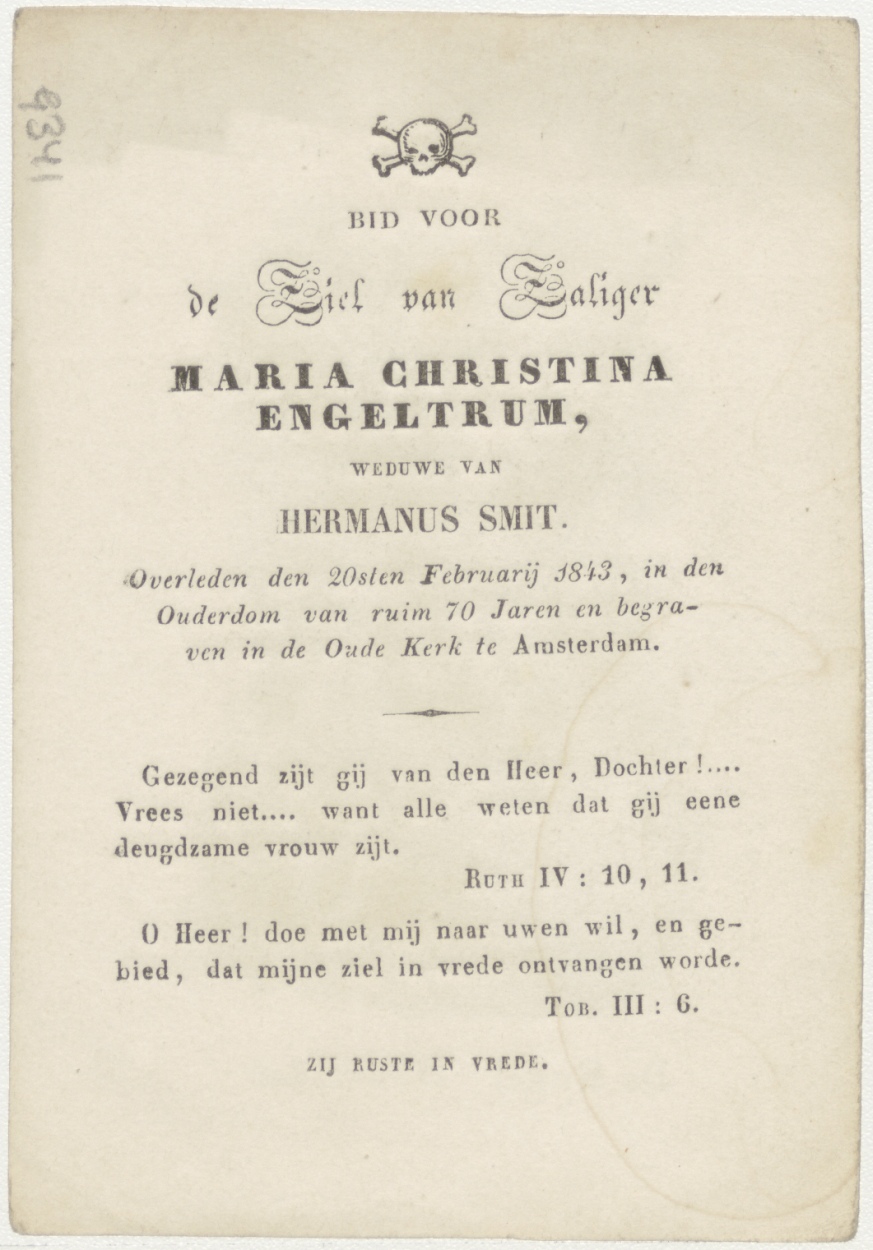 9341
BID VOOR
de Ziel van Zaliger
MARIA CHRISTINA
ENGELTRUM,
WEDUWE VAN
HERMANUS SMIT.
Overleden den 20sten Februarij 1843, in den
Ouderdom van ruim 70 Jaren en begra-
ven in de Oude Kerk te Amsterdam.
Gezegend zijt gij van den Heer, Dochter!....
Vrees niet.... want alle weten dat gij eene
deugdzame vrouw zijt.
RUTH IV: 10, 11.
O Heer! doe met mij naar uwen wil, en ge-
bied, dat mijne ziel in vrede ontvangen worde.
TOB. III: 6.
ZIJ RUSTE IN VREDE.